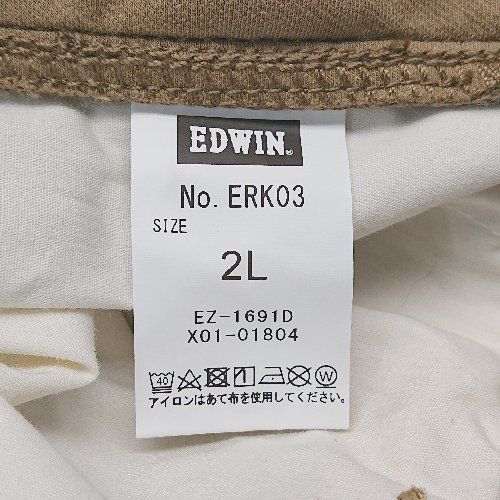 EDWIN®
No. ERK03
SIZE
2L
EZ-1691D
X01-01804
40 W
アイロンはあて布を使用してください。